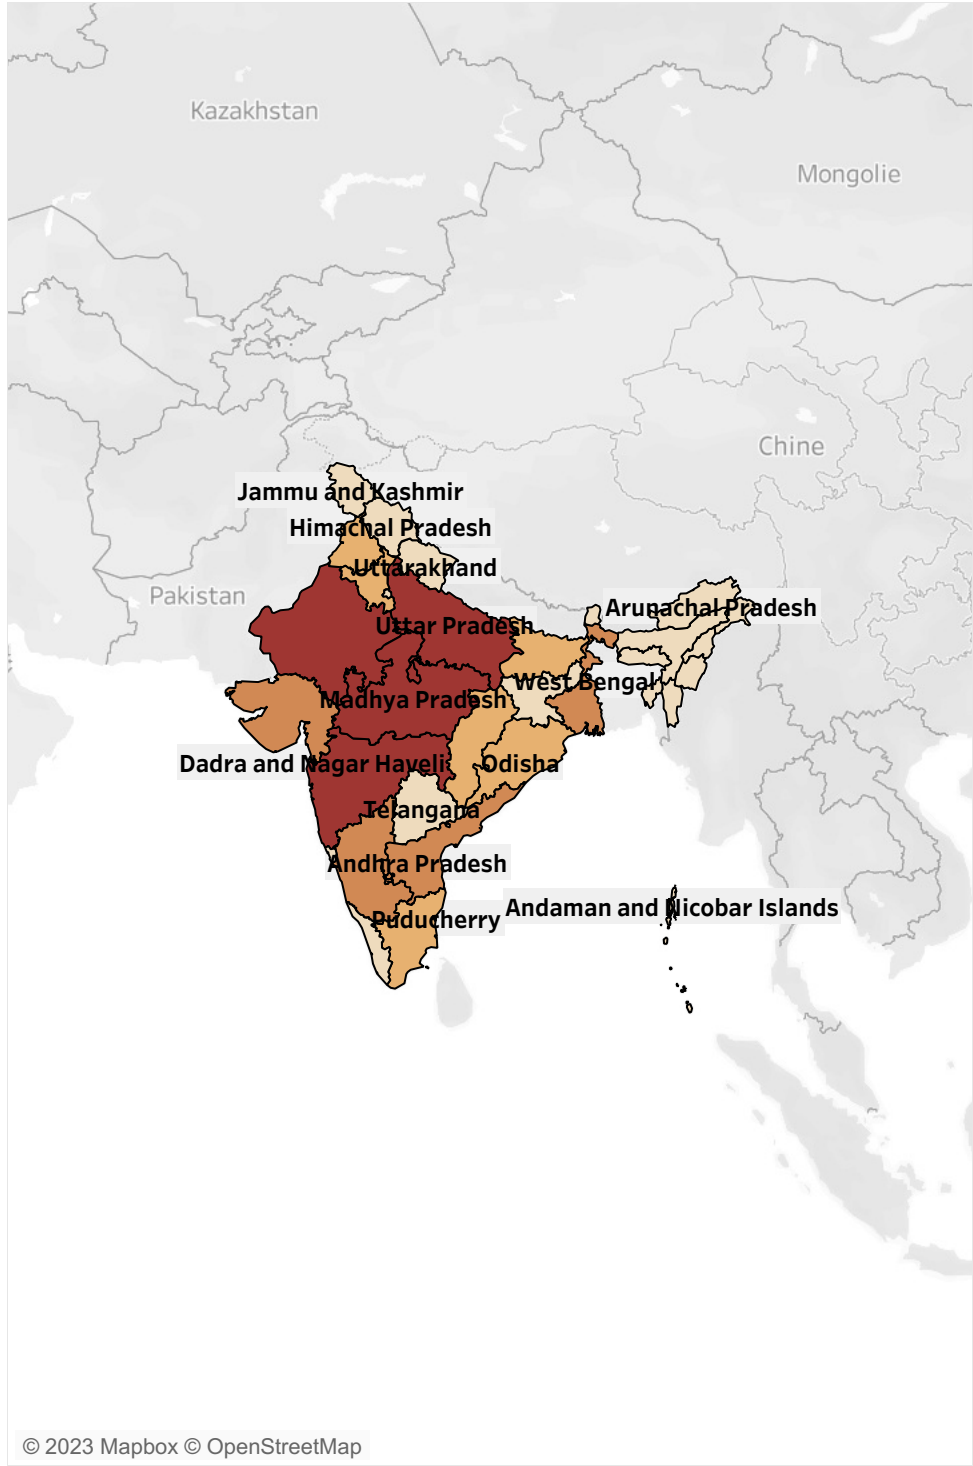 Kazakhstan
Mongolie
Chine
Jammu and Kashmir
Himachal Pradesh
Uttarakhand
Pakistan
Arunachal Pradesh
Uttar Pradesh
West Bengal
Madhya Pradesh
Dadra and Nagar Haveli
Odisha
Telangana
Andhra Pradesh
Andaman and Nicobar Islands
Puducherry
© 2023 Mapbox © OpenStreetMap